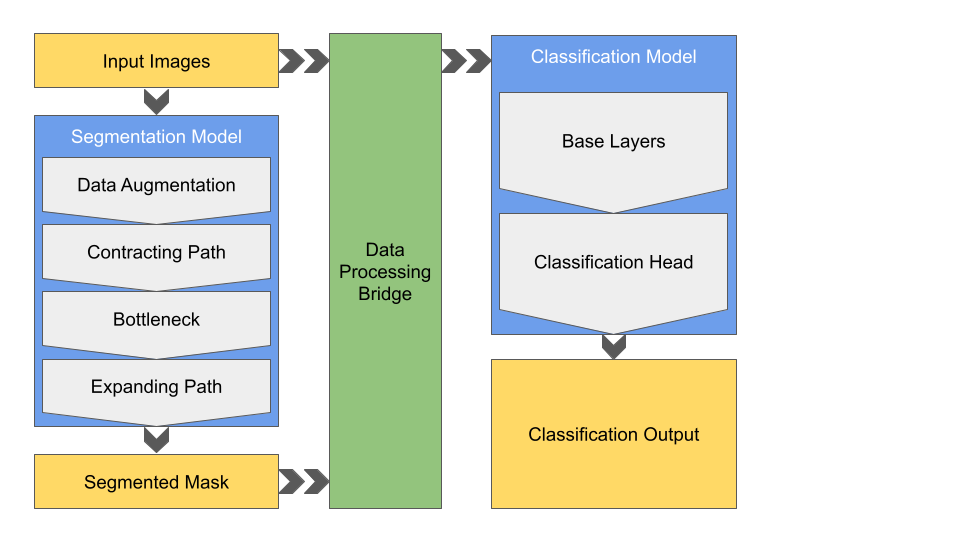 Input Images
Segmentation Model
Data Augmentation
Contracting Path
Bottleneck
Expanding Path
Segmented Mask
Data
Processing
Bridge
Classification Model
Base Layers
Classification Head
Classification Output